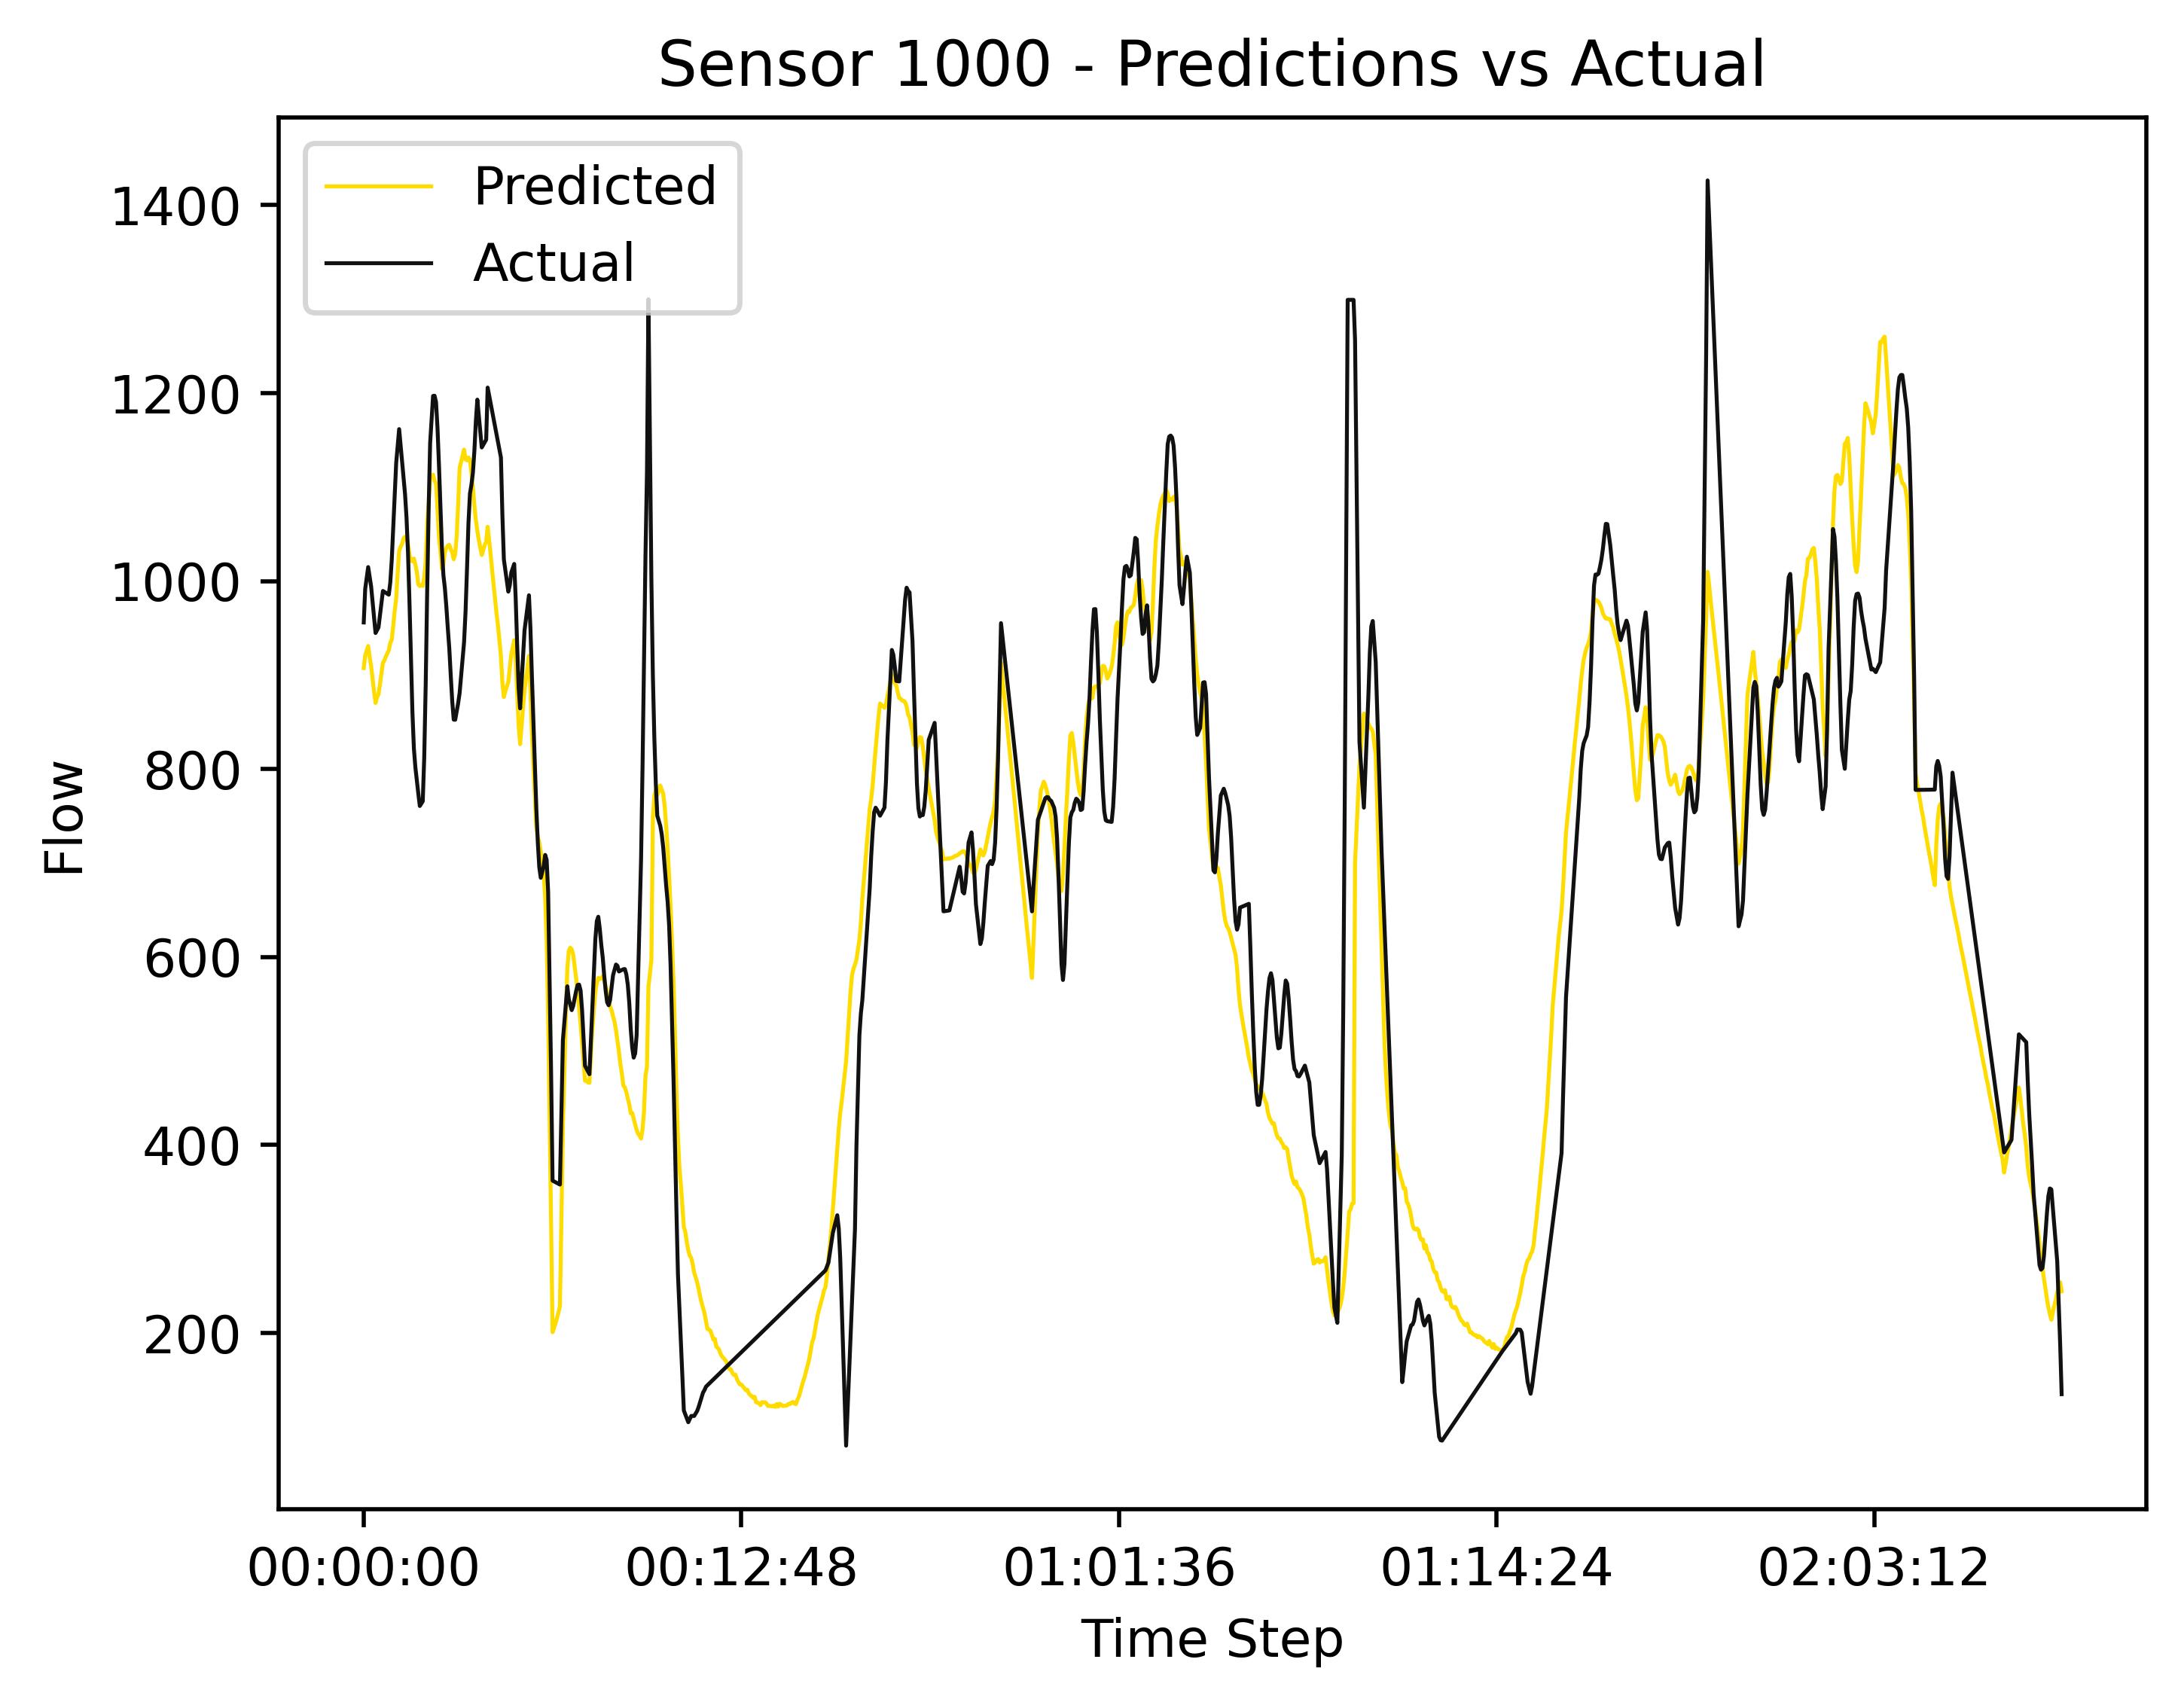 Sensor 1000 - Predictions vs Actual
Predicted
Actual
1400
1200
1000
800
600
400
200
Flow
00:00:00
00:12:48
01:01:36
01:14:24
02:03:12
Time Step